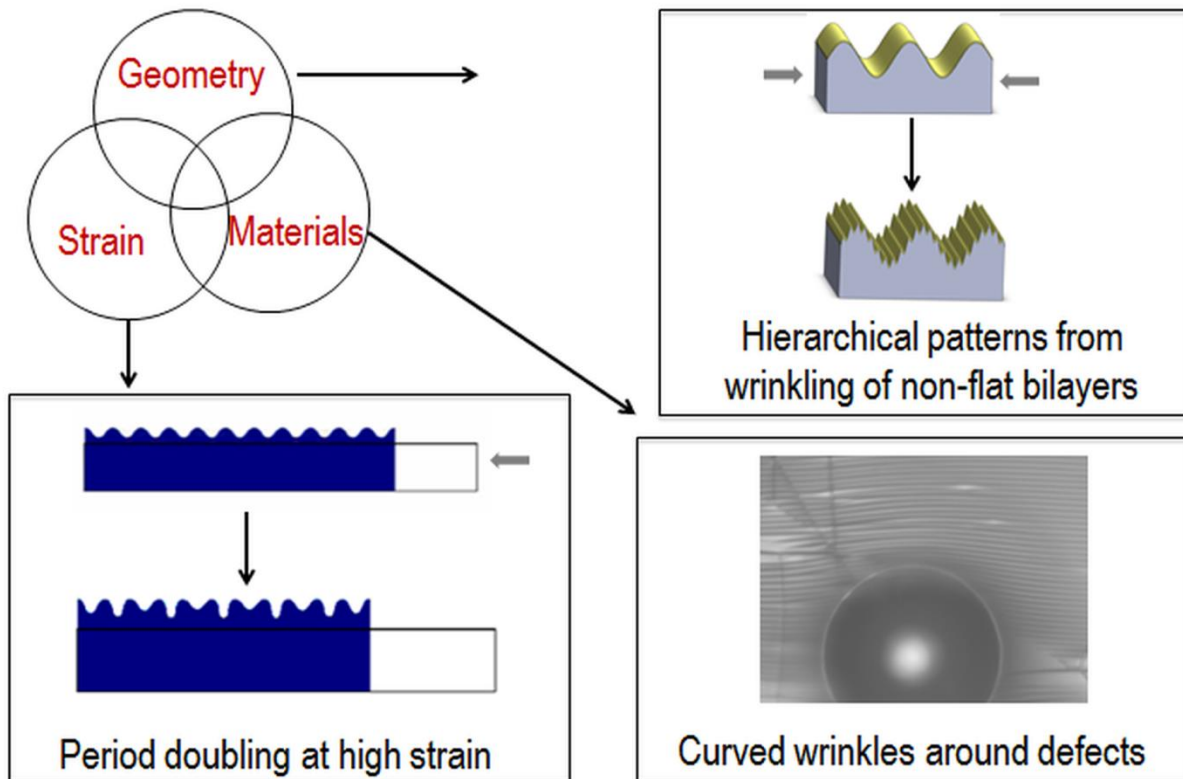 Geometry
Strain
Materials
Hierarchical patterns from
wrinkling of non-flat bilayers
Period doubling at high strain
Curved wrinkles around defects